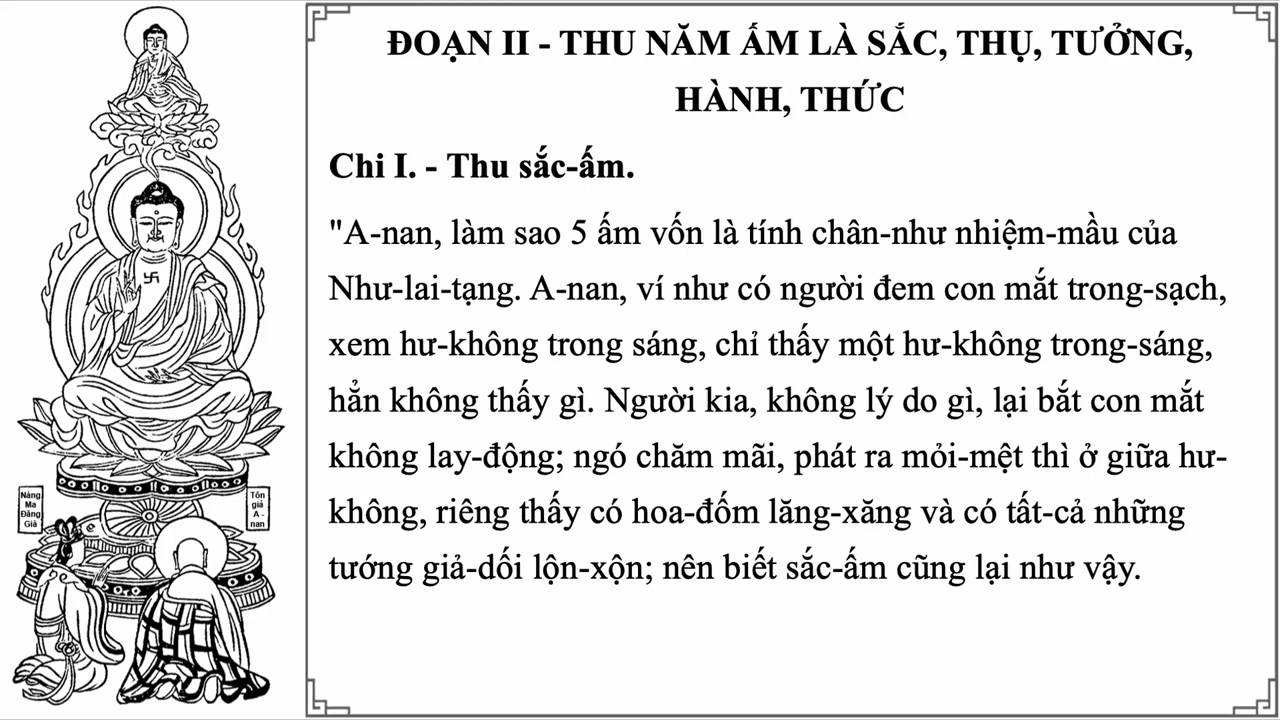 ĐOẠN II - THU NĂM ẤM LÀ SẮC, THỤ, TƯỞNG,
HÀNH, THỨC
Chi I. - Thu sắc-ấm.
"A-nan, làm sao 5 ấm vốn là tính chân-như nhiệm-mầu của
Như-lai-tạng. A-nan, ví như có người đem con mắt trong-sạch,
xem hư-không trong sáng, chỉ thấy một hư-không trong-sáng,
hẳn không thấy gì. Người kia, không lý do gì, lại bắt con mắt
không lay-động; ngó chăm mãi, phát ra mỏi-mệt thì ở giữa hư-
không, riêng thấy có hoa-đốm lăng-xăng và có tất-cả những
tướng giả-dối lộn-xộn; nên biết sắc-ấm cũng lại như vậy.
Nàng
Ma
Đăng
Già
Tôn
giả
A -
nan